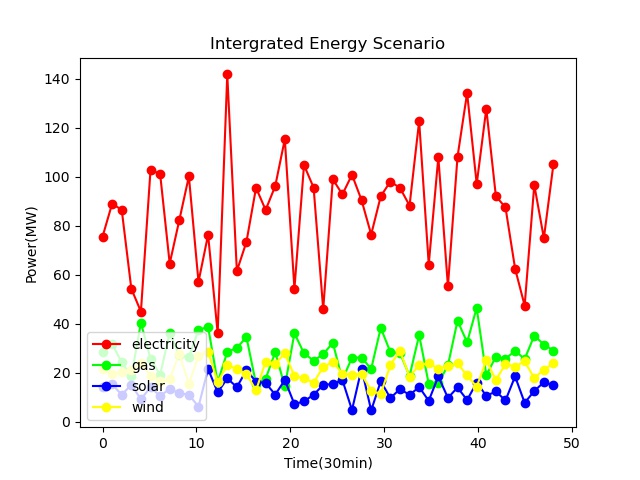 Intergrated Energy Scenario
Power(MW)
140
120
100
80
60
40
20
0
electricity
gas
solar
wind
0 10 20 30 40 50
Time(30min)